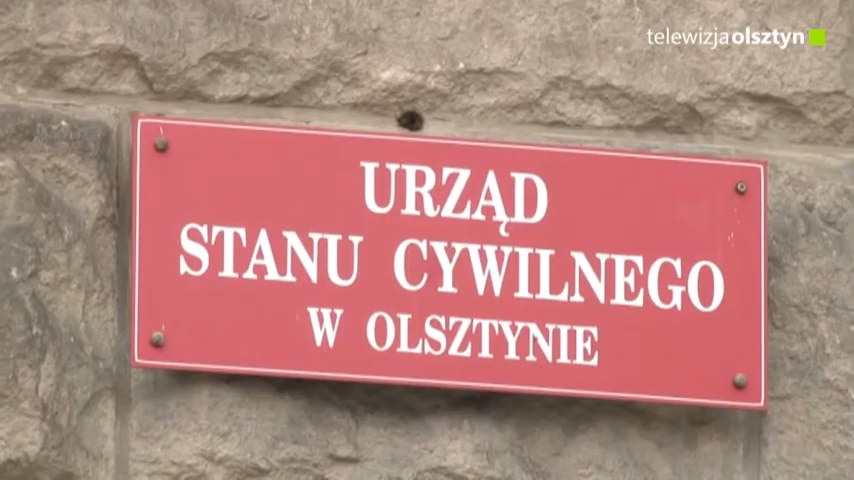 telewizjaolsztyn
URZĄD
STANU CYWILNEGO
W OLSZTYNIE